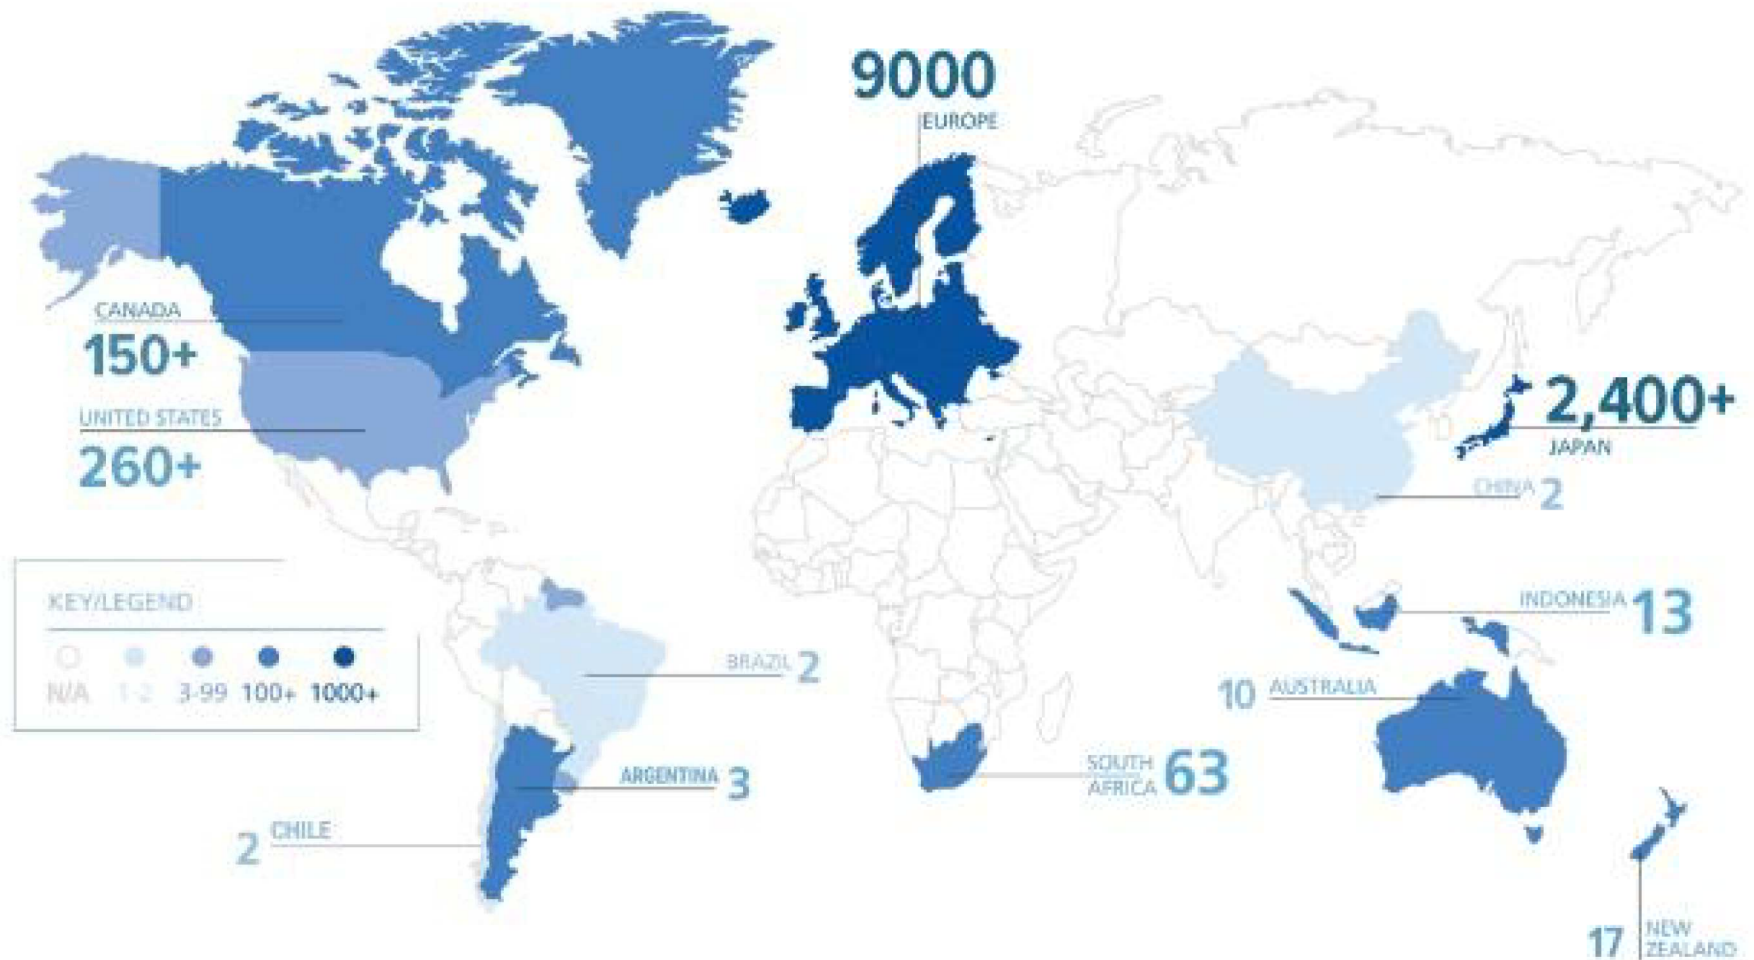 9000
EUROPE
CANADA
150+
UNITED STATES
260+
2,400+
JAPAN
CHINA 2
KEY/LEGEND
N/A 1-2 3-99 100+ 1000+
INDONESIA 13
BRAZIL 2
10 AUSTRALIA
ARGENTINA 3
SOUTH
AFRICA 63
2 CHILE
17 NEW
ZEALAND